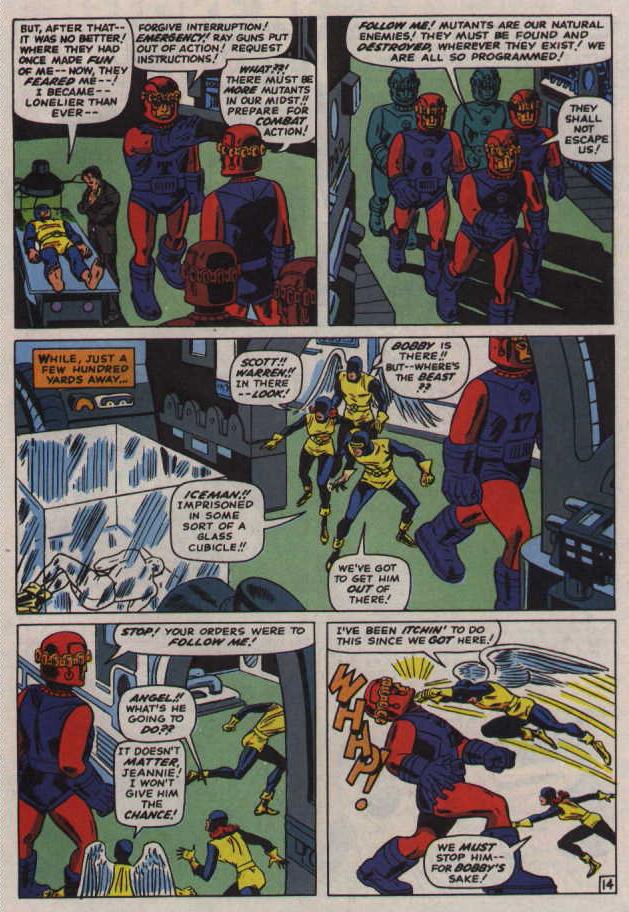 BUT, AFTER THAT--
IT WAS NO BETTER!
WHERE THEY HAD
ONCE MADE FUN
OF ME--NOW, THEY
FEARED ME--!
I BECAME--
LONELIER THAN
EVER--
FORGIVE INTERRUPTION!
EMERGENCY! RAY GUNS PUT
OUT OF ACTION! REQUEST
INSTRUCTIONS!
WHAT??!
THERE MUST BE
MORE MUTANTS
IN OUR MIDST!!
PREPARE FOR
COMBAT
ACTION!
FOLLOW ME! MUTANTS ARE OUR NATURAL
ENEMIES! THEY MUST BE FOUND AND
DESTROYED, WHEREVER THEY EXIST! WE
ARE ALL SO PROGRAMMED!
THEY
SHALL
NOT
ESCAPE
US!
8
WHILE, JUST A
FEW HUNDRED
YARDS AWAY...
SCOTT!!
WARREN!!
IN THERE
--LOOK!
BOBBY IS
THERE!!
BUT--WHERE'S
THE BEAST
??
17
ICEMAN!!
IMPRISONED
IN SOME
SORT OF A
GLASS
CUBICLE!!
WE'VE GOT
TO GET HIM
OUT OF
THERE!
STOP! YOUR ORDERS WERE TO
FOLLOW ME!
ANGEL!!
WHAT'S HE
GOING TO
DO??
IT DOESN'T
MATTER,
JEANNIE!
I WON'T
GIVE HIM
THE
CHANCE!
I'VE BEEN ITCHIN' TO DO
THIS SINCE WE GOT HERE!
WHAP!
WE MUST
STOP HIM--
FOR BOBBY'S
SAKE!
14